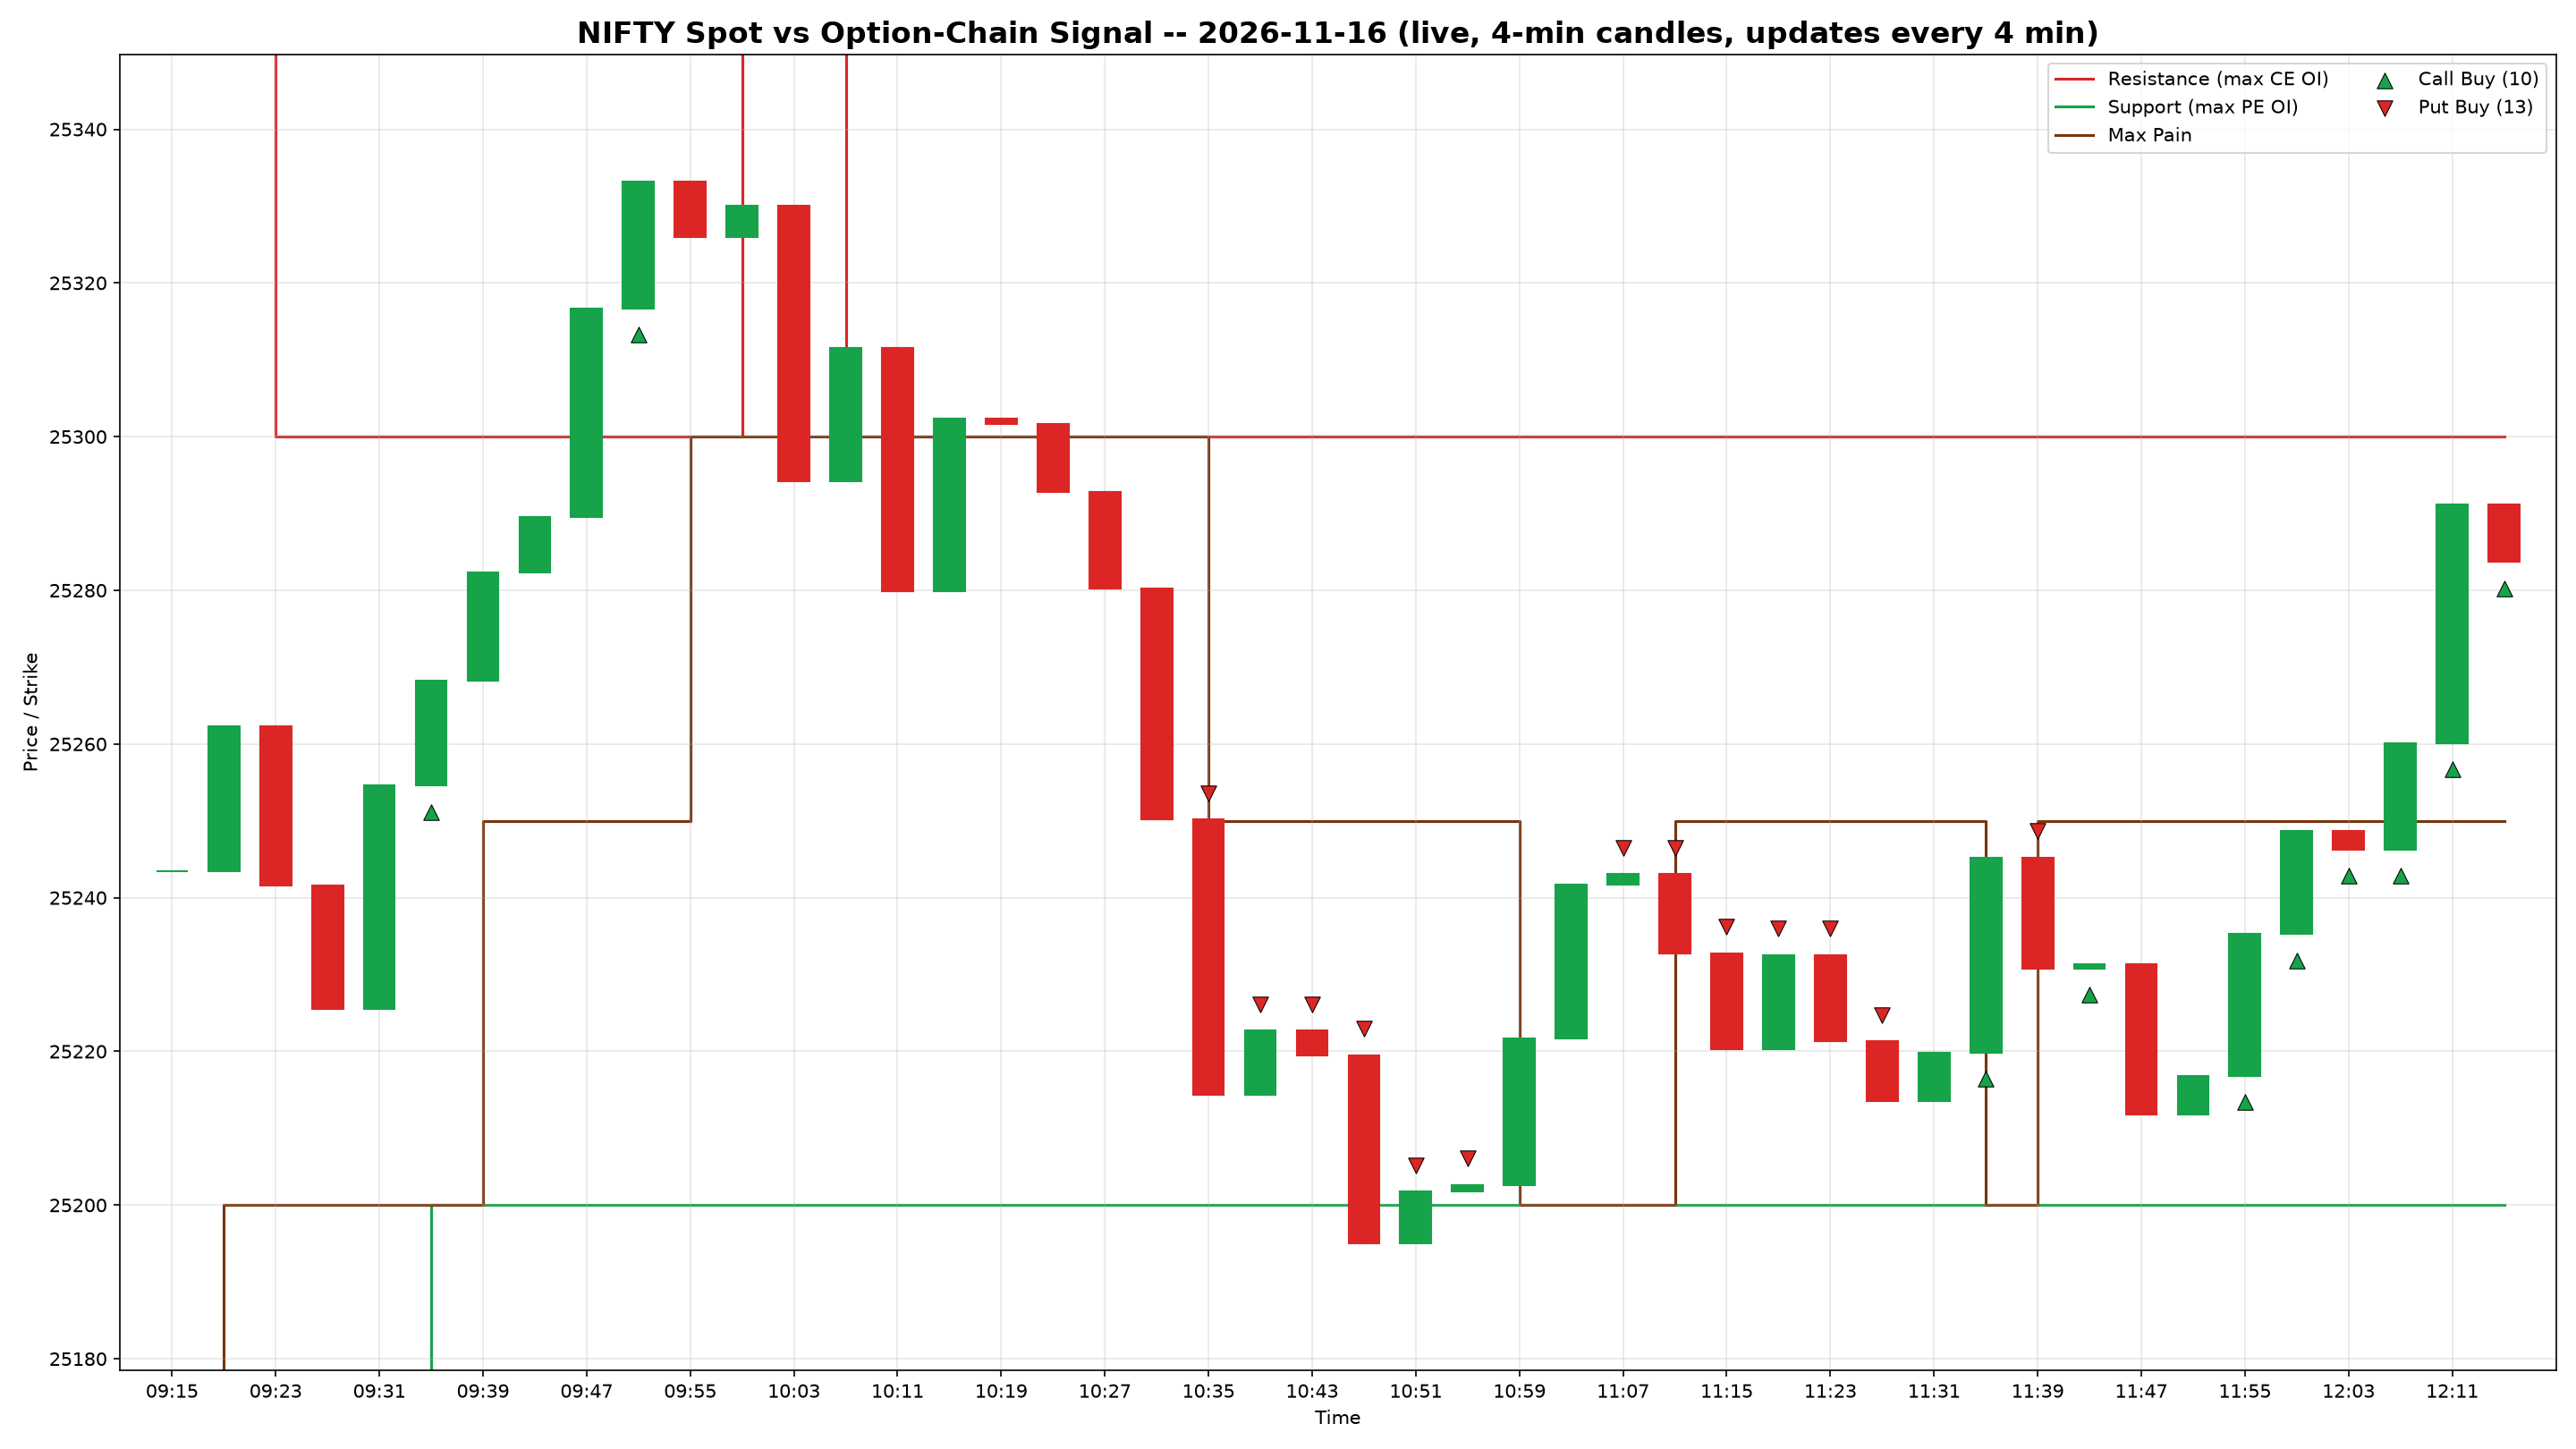 NIFTY Spot vs Option-Chain Signal -- 2026-11-16 (live, 4-min candles, updates every 4 min)
Resistance (max CE OI)
Support (max PE OI)
Max Pain
Call Buy (10)
Put Buy (13)
Price / Strike
25340
25320
25300
25280
25260
25240
25220
25200
25180
09:15 09:23 09:31 09:39 09:47 09:55 10:03 10:11 10:19 10:27 10:35 10:43 10:51 10:59 11:07 11:15 11:23 11:31 11:39 11:47 11:55 12:03 12:11
Time